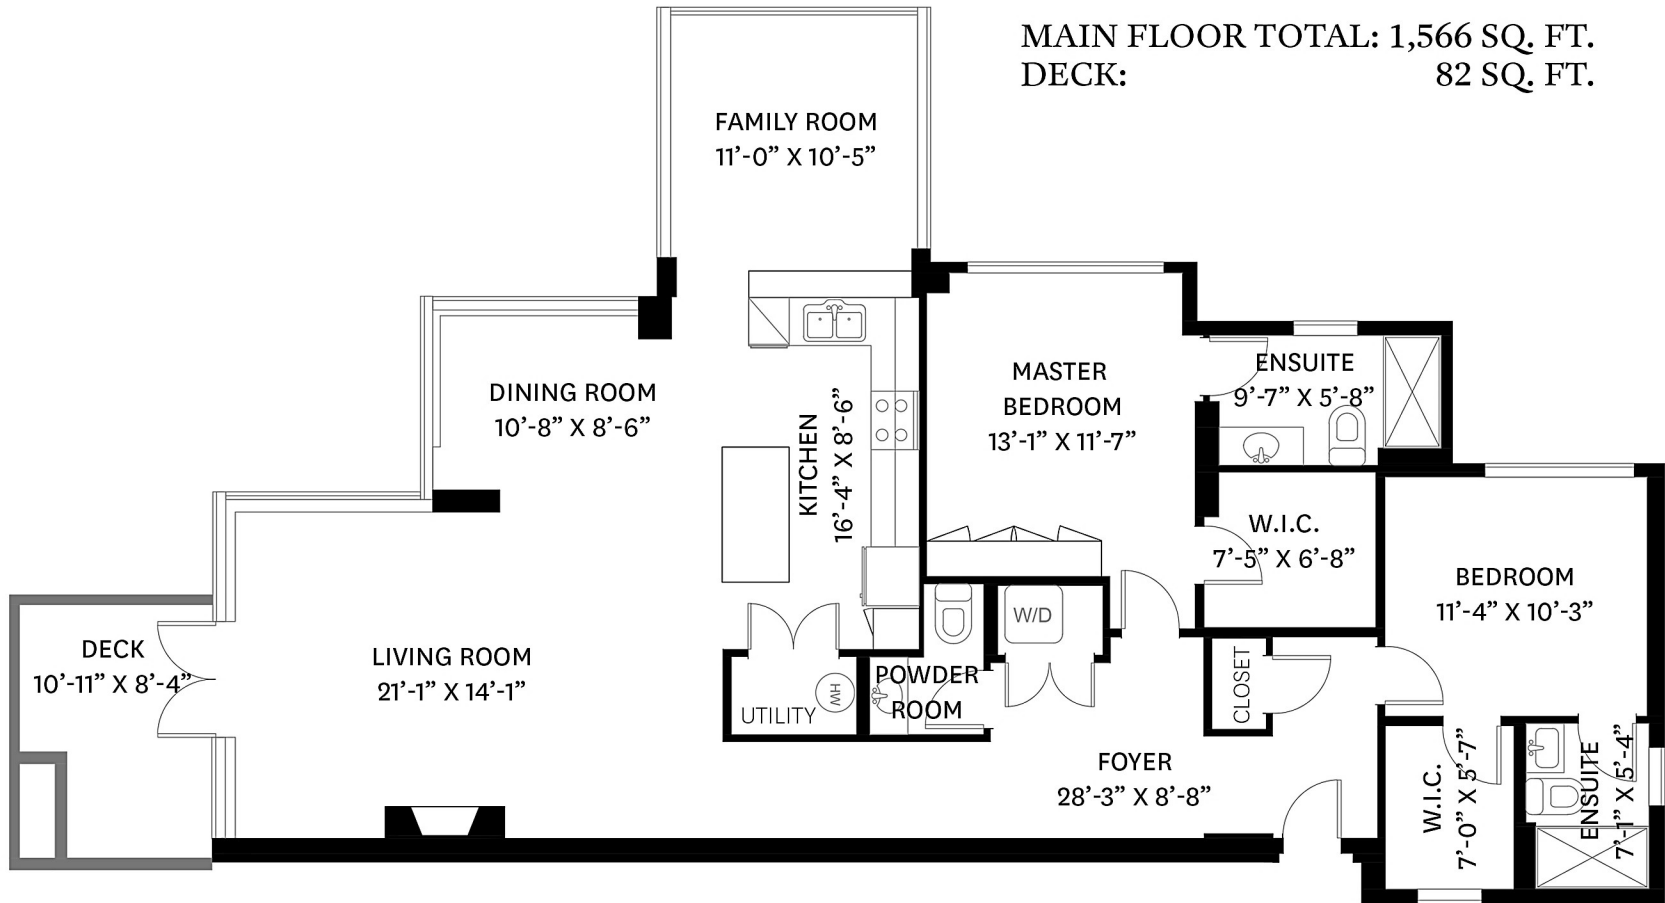 MAIN FLOOR TOTAL: 1,566 SQ. FT.
DECK: 82 SQ. FT.
FAMILY ROOM
11’-0” X 10’-5”
DINING ROOM
10’-8” X 8’-6”
KITCHEN
16’-4” X 8’-6”
MASTER
BEDROOM
13’-1” X 11’-7”
ENSUITE
9’-7” X 5’-8”
W.I.C.
7’-5” X 6’-8”
BEDROOM
11’-4” X 10’-3”
DECK
10’-11” X 8’-4”
LIVING ROOM
21’-1” X 14’-1”
UTILITY
HW
POWDER
ROOM
W/D
CLOSET
FOYER
28’-3” X 8’-8”
W.I.C.
7’-0” X 5’-7”
ENSUITE
7’-1” X 5’-4”